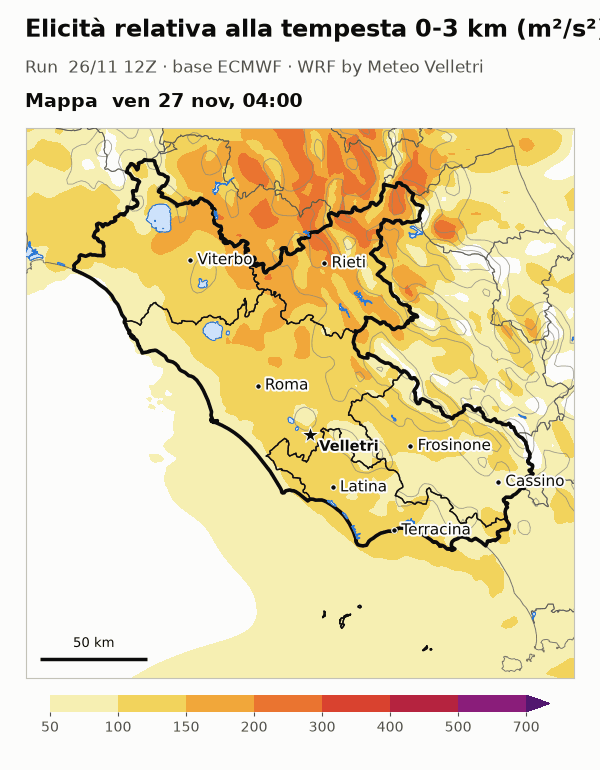 Elicità relativa alla tempesta 0-3 km (m²/s²)
Run  26/11 12Z · base ECMWF · WRF by Meteo Velletri
Mappa  ven 27 nov, 04:00
Viterbo
Rieti
Roma
Velletri
Frosinone
Latina
Cassino
Terracina
50 km
50 100 150 200 300 400 500 700